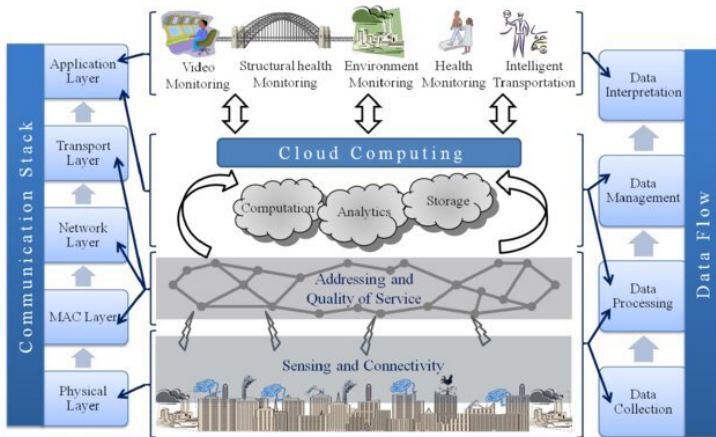 Communication Stack
Application
Layer
Transport
Layer
Network
Layer
MAC Layer
Physical
Layer
Video
Monitoring
Structural health
Monitoring
Environment
Monitoring
Health
Monitoring
Intelligent
Transportation
Cloud Computing
Computation
Analytics
Storage
Addressing and
Quality of Service
Sensing and Connectivity
Data
Interpretation
Data
Management
Data
Processing
Data
Collection
Data Flow